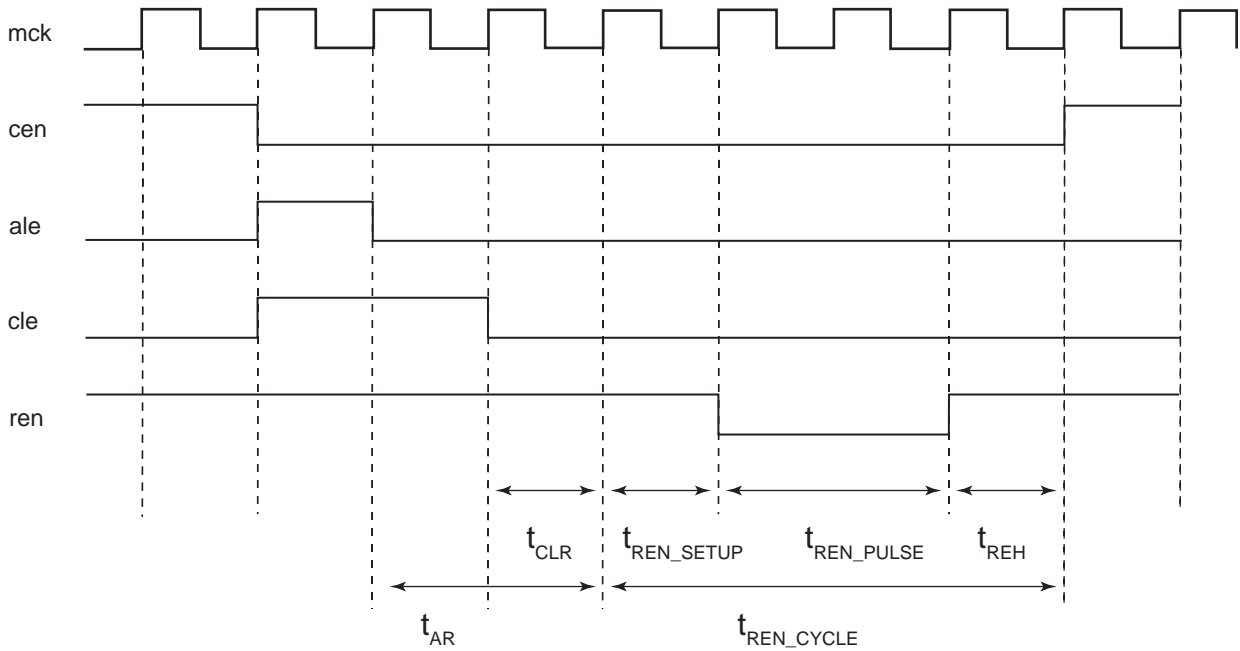 mck
cen
ale
cle
ren
tCLR tREN_SETUP tREN_PULSE tREH
tAR tREN_CYCLE